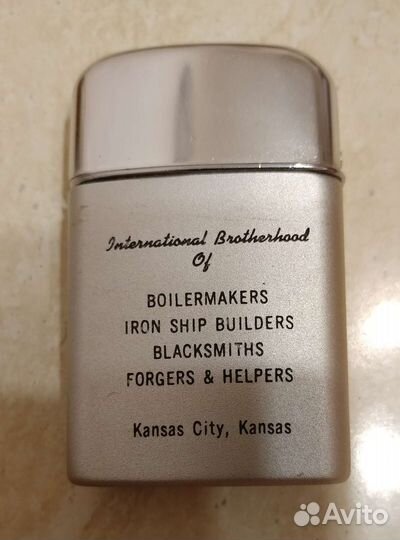 International Brotherhood
Of
BOILERMAKERS
IRON SHIP BUILDERS
BLACKSMITHS
FORGERS & HELPERS
Kansas City, Kansas
Avito